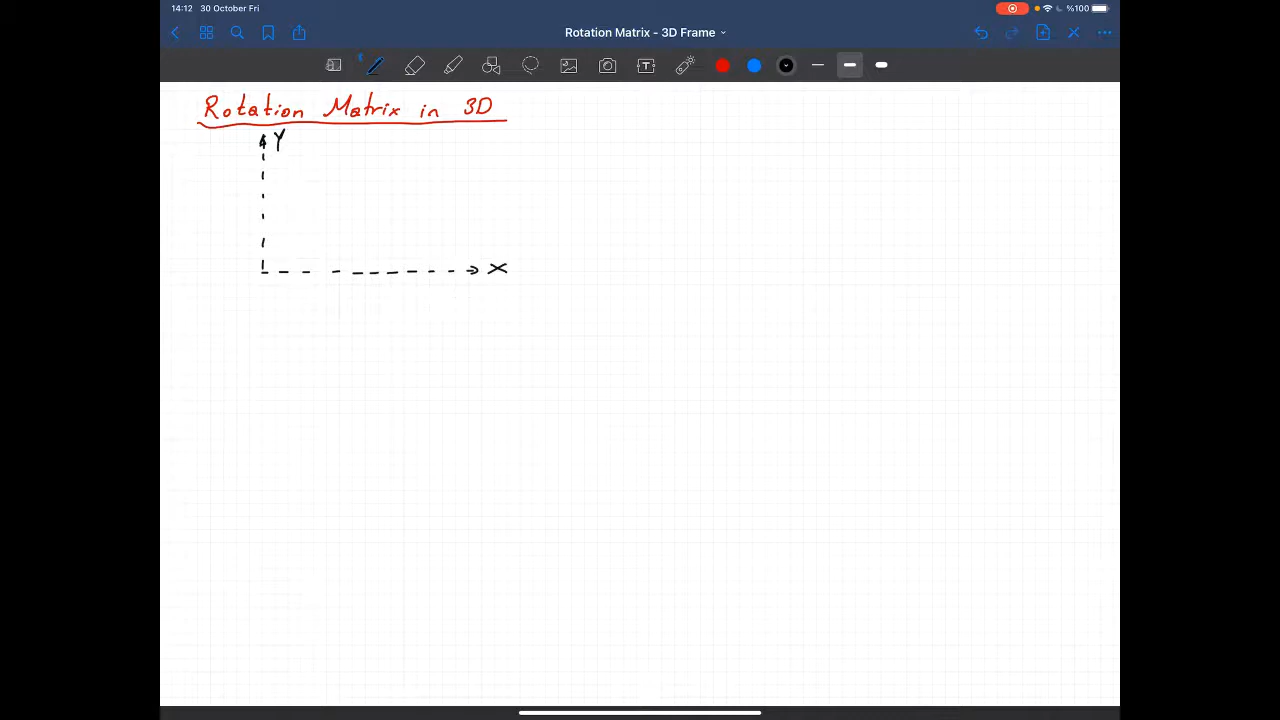 14:12 30 October Fri %100
Rotation Matrix - 3D Frame
T
Rotation Matrix in 3D
Y
X